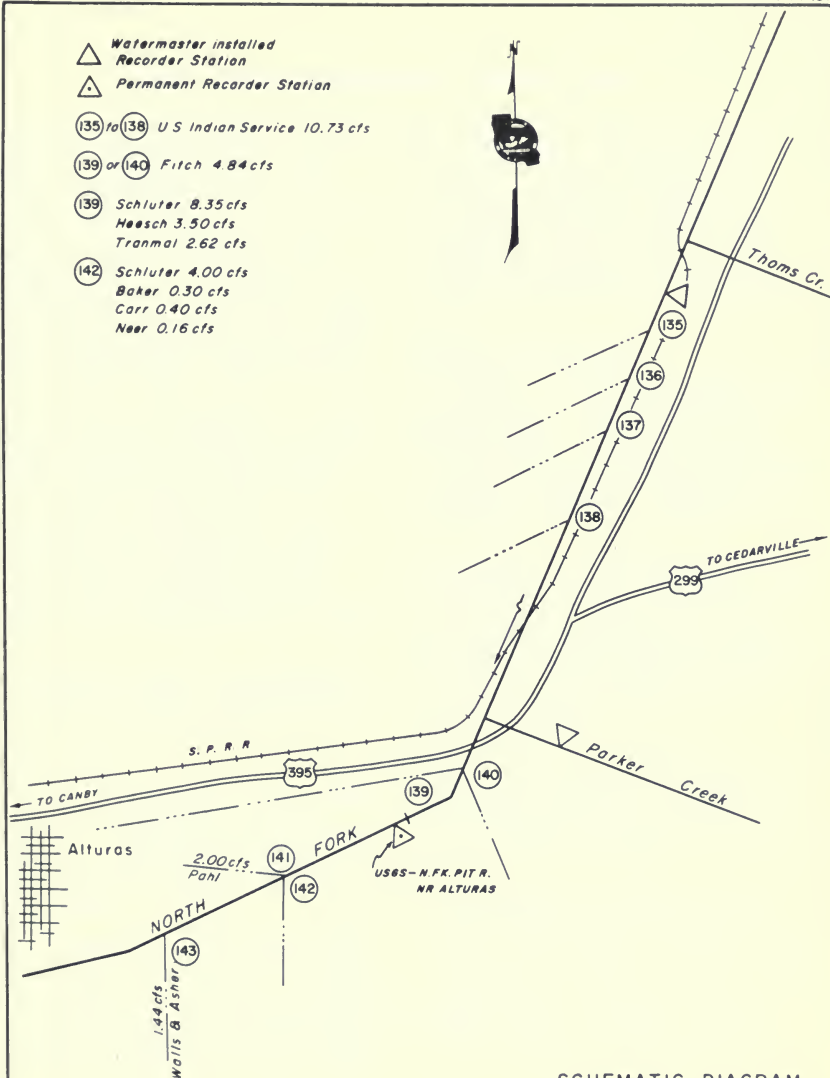 Watermaster installed
Recorder Station
Permanent Recorder Station
135 to 138 U S Indian Service 10.73 cfs
139 or 140 Fitch 4.84 cfs
139 Schluter 8.35 cfs
Heesch 3.50 cfs
Tranmal 2.62 cfs
142 Schluter 4.00 cfs
Baker 0.30 cfs
Carr 0.40 cfs
Neer 0.16 cfs
N
Thoms Cr.
135
136
137
138
TO CEDARVILLE
299
S. P. R. R
395
TO CANBY
Parker Creek
140
139
Alturas
NORTH FORK
USGS-N.FK. PIT R.
NR ALTURAS
2.00 cfs
Pahl
141
142
143
1.44 cfs
Walls & Asher
SCHEMATIC DIAGRAM